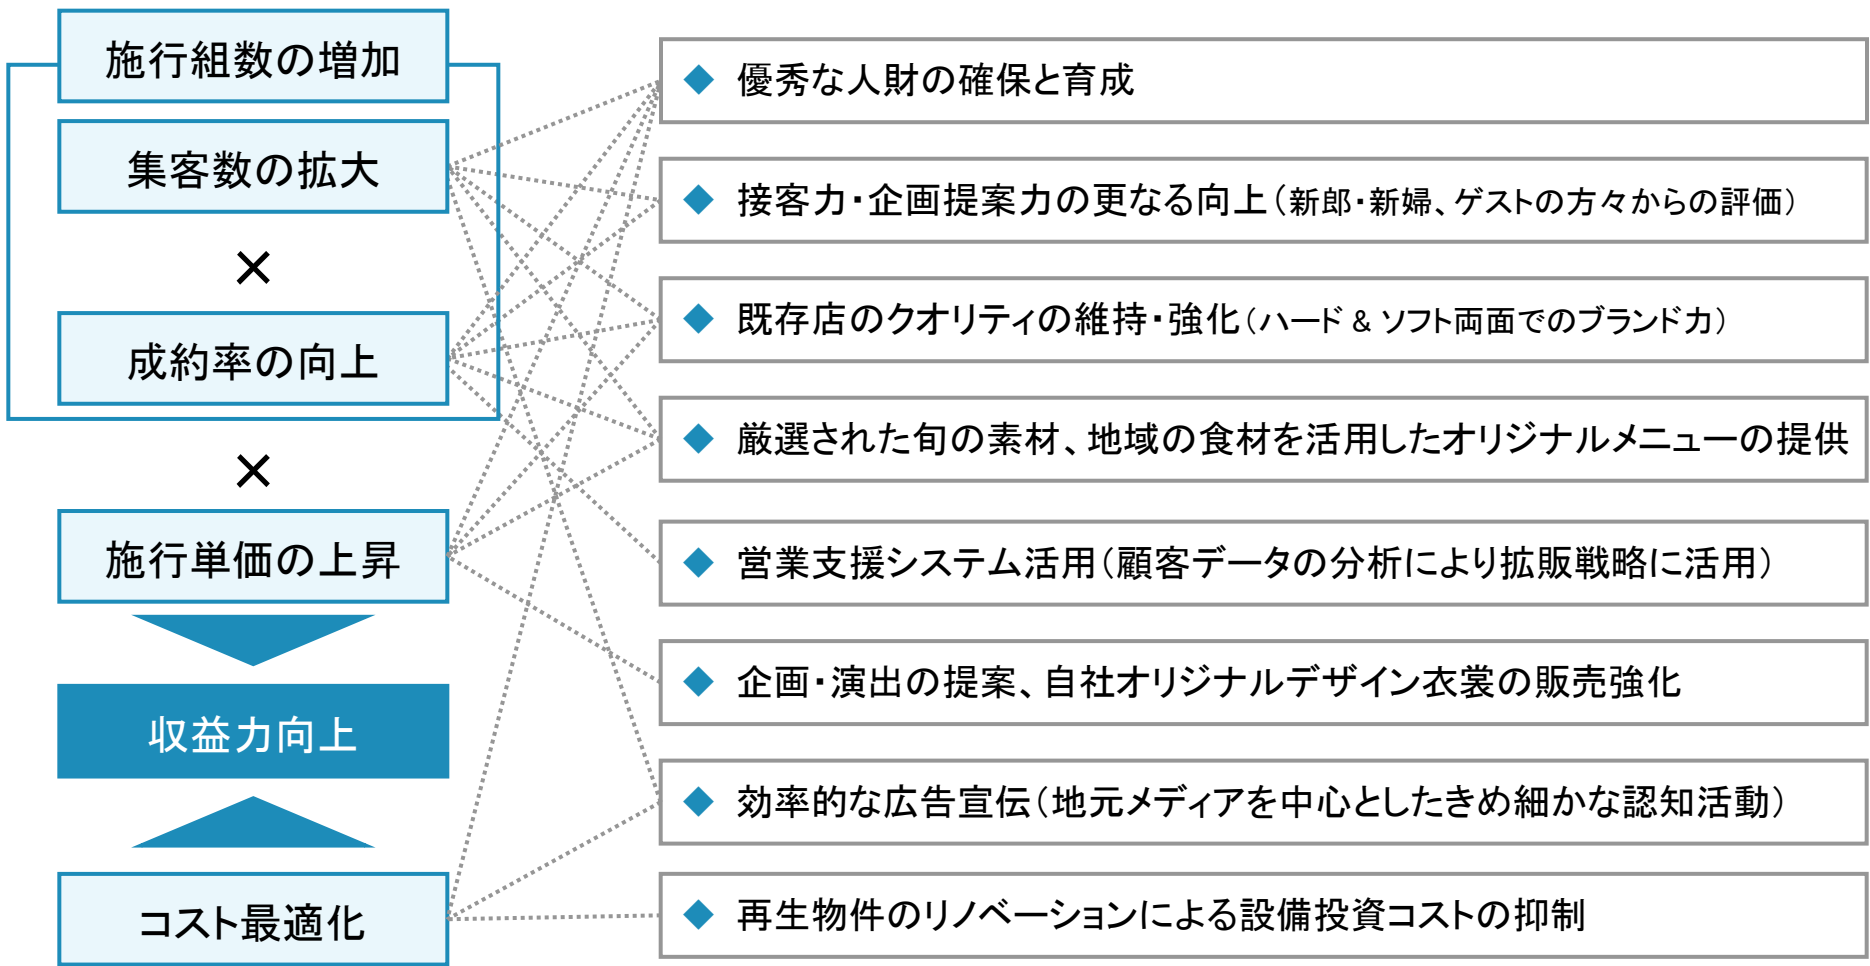 施行組数の増加
集客数の拡大
×
成約率の向上
×
施行単価の上昇
収益力向上
コスト最適化
◆ 優秀な人財の確保と育成
◆ 接客力・企画提案力の更なる向上（新郎・新婦、ゲストの方々からの評価）
◆ 既存店のクオリティの維持・強化（ハード & ソフト両面でのブランド力）
◆ 厳選された旬の素材、地域の食材を活用したオリジナルメニューの提供
◆ 営業支援システム活用（顧客データの分析により拡販戦略に活用）
◆ 企画・演出の提案、自社オリジナルデザイン衣裳の販売強化
◆ 効率的な広告宣伝（地元メディアを中心としたきめ細かな認知活動）
◆ 再生物件のリノベーションによる設備投資コストの抑制